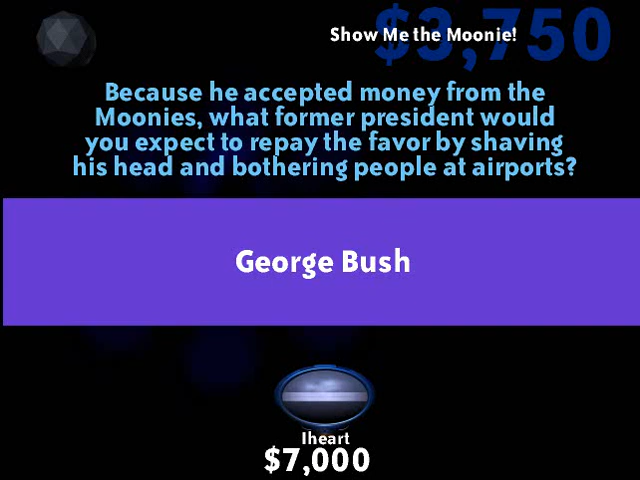 $3,750
Show Me the Moonie!
Because he accepted money from the
Moonies, what former president would
you expect to repay the favor by shaving
his head and bothering people at airports?
George Bush
Iheart
$7,000